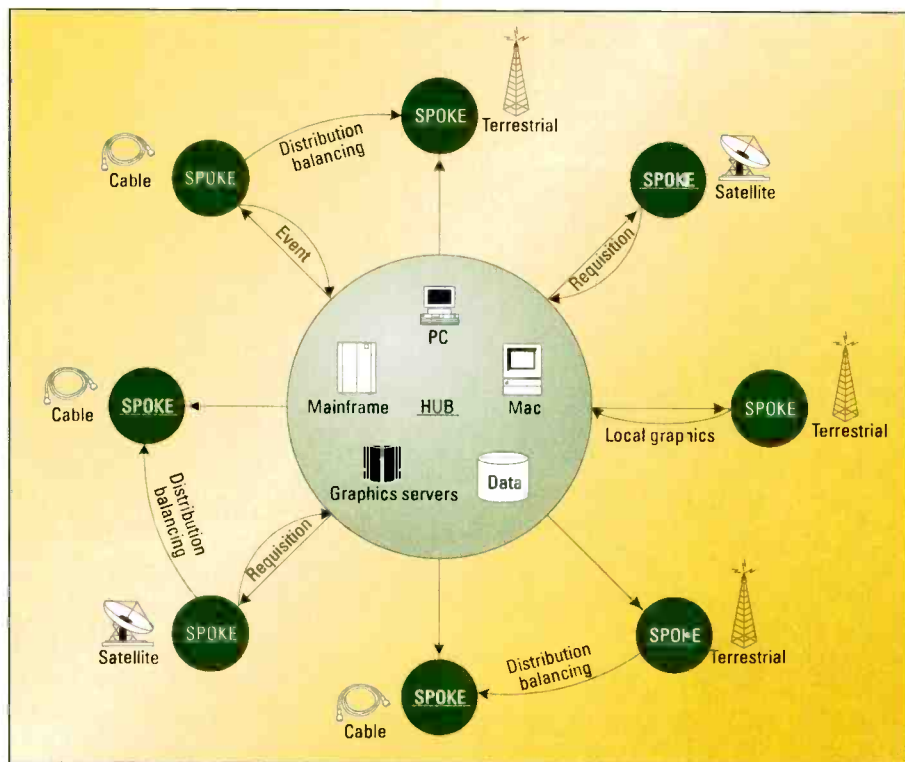 SPOKE
Terrestrial
Distribution
balancing
Cable
SPOKE
SPOKE
Satellite
Event
Requisition
PC
Mainframe
HUB
Mac
Graphics servers
Data
Cable
SPOKE
Local graphics
SPOKE
Terrestrial
Distribution
balancing
Requisition
Satellite
SPOKE
SPOKE
Terrestrial
Distribution
balancing
Cable
SPOKE